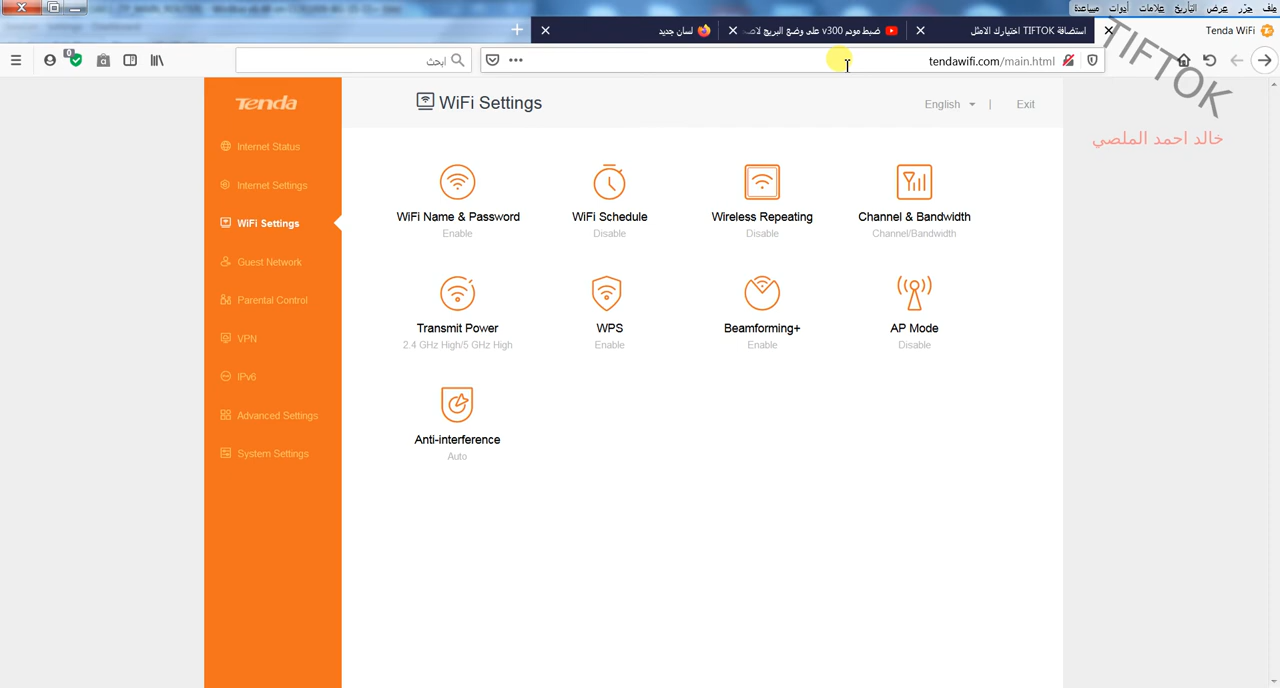 ملف
حرّر
عرض
التأريخ
علامات
أدوات
مساعدة
Tenda WiFi
استضافة TIFTOK اختيارك الامثل
ضبط مودم v300 على وضع البريج لاصد
لسان جديد
tendawifi.com/main.html
ابحث
0
TIFTOK
خالد احمد الملصي
Tenda
Internet Status
Internet Settings
WiFi Settings
Guest Network
Parental Control
VPN
IPv6
Advanced Settings
System Settings
WiFi Settings
English
Exit
WiFi Name & Password
Enable
WiFi Schedule
Disable
Wireless Repeating
Disable
Channel & Bandwidth
Channel/Bandwidth
Transmit Power
2.4 GHz High/5 GHz High
WPS
Enable
Beamforming+
Enable
AP Mode
Disable
Anti-interference
Auto